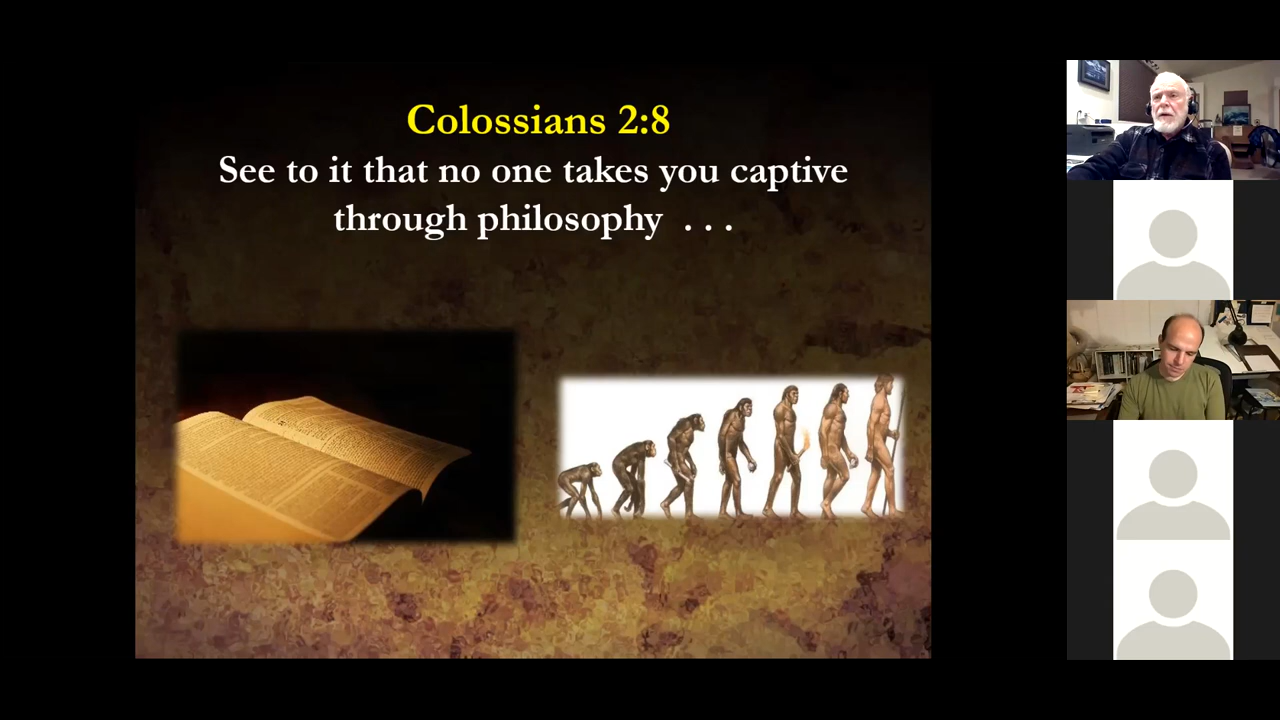 Colossians 2:8
See to it that no one takes you captive
through philosophy . . .